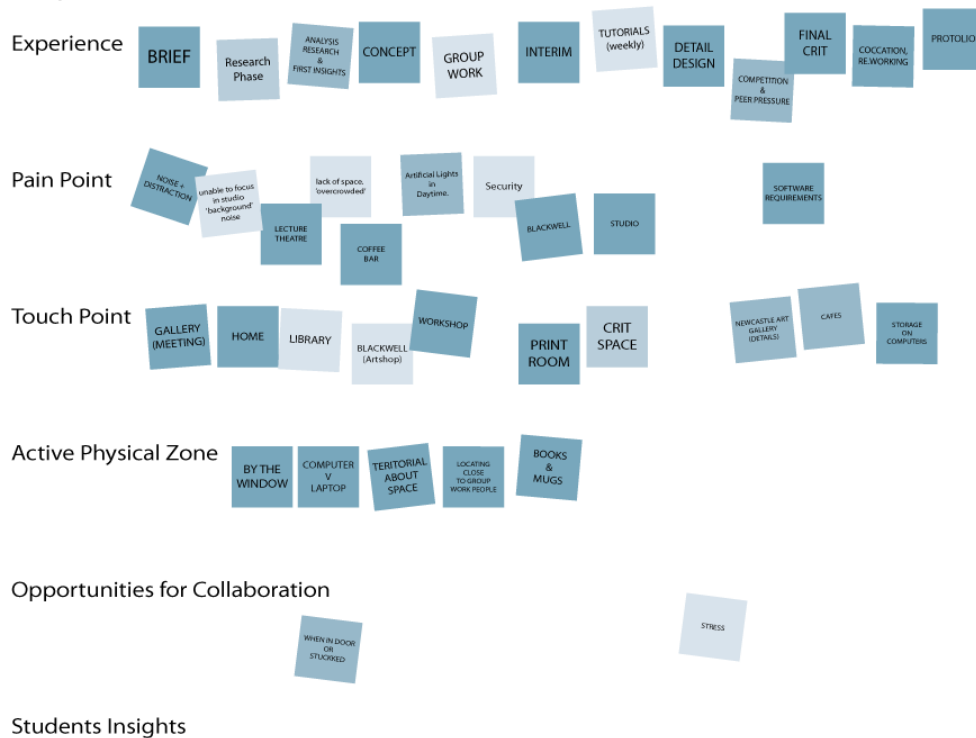 Experience
BRIEF
Research
Phase
ANALYSIS
RESEARCH
&
FIRST INSIGHTS
CONCEPT
GROUP
WORK
INTERIM
TUTORIALS
(weekly)
DETAIL
DESIGN
COMPETITION
&
PEER PRESSURE
FINAL
CRIT
COCCATION,
RE:WORKING
PROTOLIO
Pain Point
NOISE +
DISTRACTION
unable to focus
in studio
'background'
noise
LECTURE
THEATRE
lack of space,
'overcrowded'
COFFEE
BAR
Artificial Lights
in
Daytime.
Security
BLACKWELL
STUDIO
SOFTWARE
REQUIREMENTS
Touch Point
GALLERY
(MEETING)
HOME
LIBRARY
BLACKWELL
(Artshop)
WORKSHOP
PRINT
ROOM
CRIT
SPACE
NEWCASTLE ART
GALLERY
(DETAILS)
CAFES
STORAGE
ON
COMPUTERS
Active Physical Zone
BY THE
WINDOW
COMPUTER
V
LAPTOP
TERITORIAL
ABOUT
SPACE
LOCATING
CLOSE
TO GROUP
WORK PEOPLE
BOOKS
&
MUGS
Opportunities for Collaboration
WHEN IN DOOR
OR
STUCKKED
STRESS
Students Insights